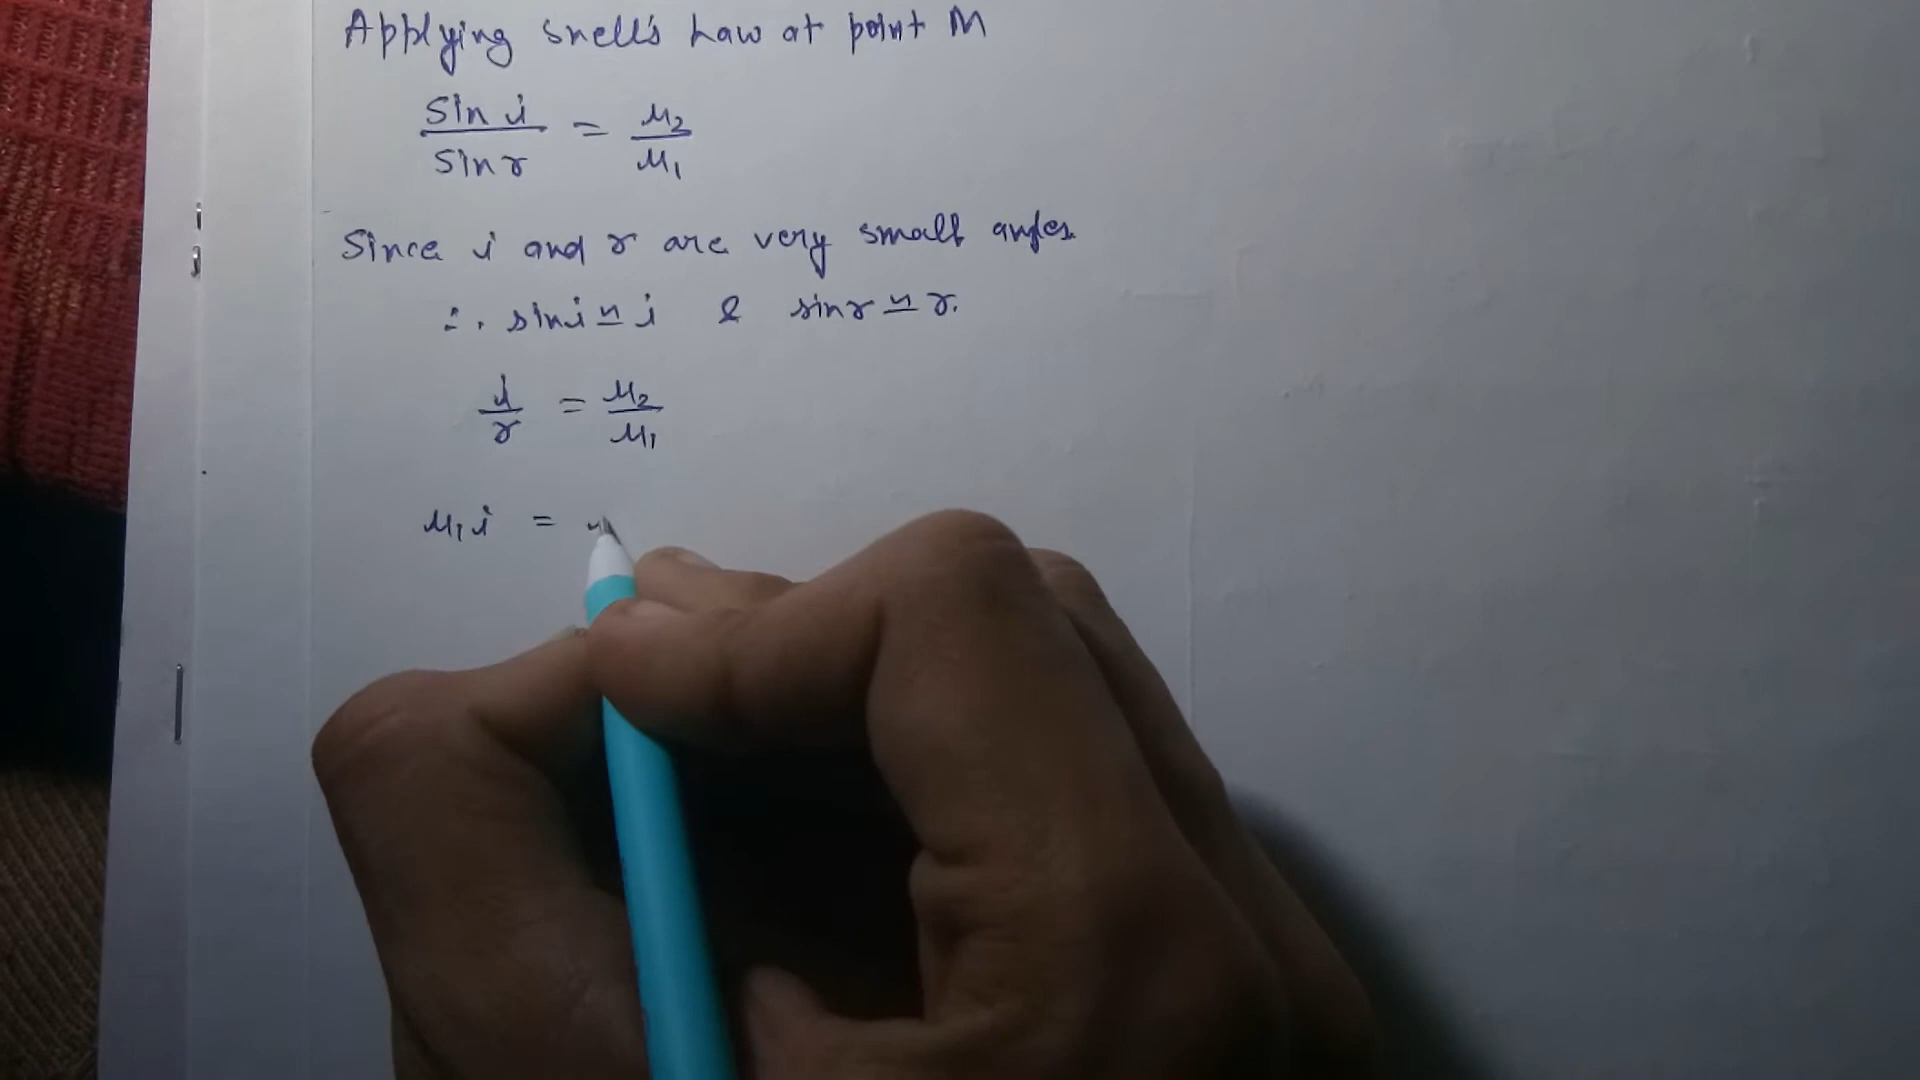 Applying snell's Law at point M
sin i / sin r = μ2 / μ1
Since i and r are very small angles
∴ sin i ≃ i & sin r ≃ r.
i / r = μ2 / μ1
μ1 i =